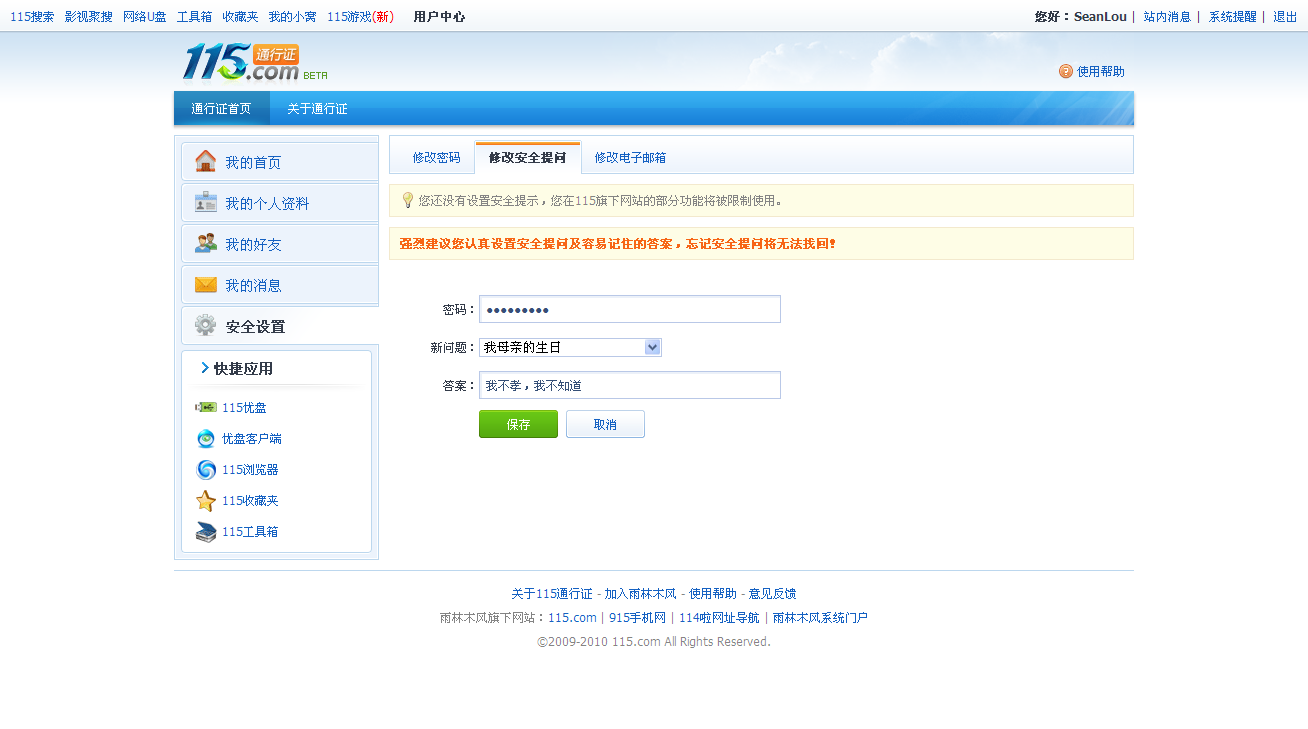 115搜索 影视聚搜 网络U盘 工具箱 收藏夹 我的小窝 115游戏(新) 用户中心
您好：SeanLou | 站内消息 | 系统提醒 | 退出
115.com 通行证 BETA
使用帮助
通行证首页 关于通行证
我的首页
我的个人资料
我的好友
我的消息
安全设置
快捷应用
115优盘
优盘客户端
115浏览器
115收藏夹
115工具箱
修改密码 修改安全提问 修改电子邮箱
您还没有设置安全提示，您在115旗下网站的部分功能将被限制使用。
强烈建议您认真设置安全提问及容易记住的答案，忘记安全提问将无法找回！
密码：●●●●●●●●●
新问题：我母亲的生日
答案：我不孝，我不知道
保存 取消
关于115通行证 - 加入雨林木风 - 使用帮助 - 意见反馈
雨林木风旗下网站：115.com | 915手机网 | 114啦网址导航 | 雨林木风系统门户
©2009-2010 115.com All Rights Reserved.